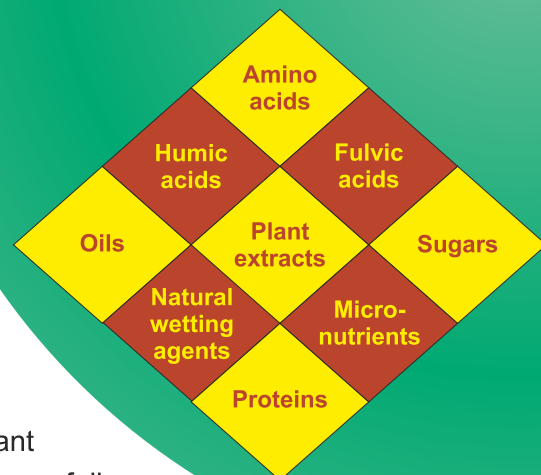 Amino
acids
Humic
acids
Fulvic
acids
Oils
Plant
extracts
Sugars
Natural
wetting
agents
Micro-
nutrients
Proteins